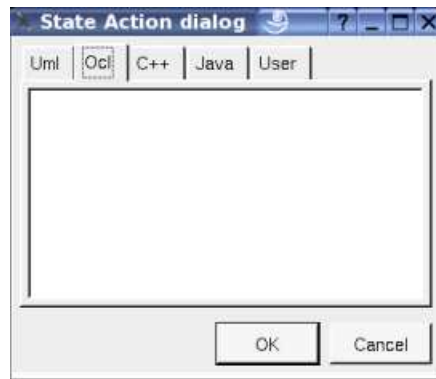 State Action dialog ?
Uml Ocl C++ Java User
OK Cancel